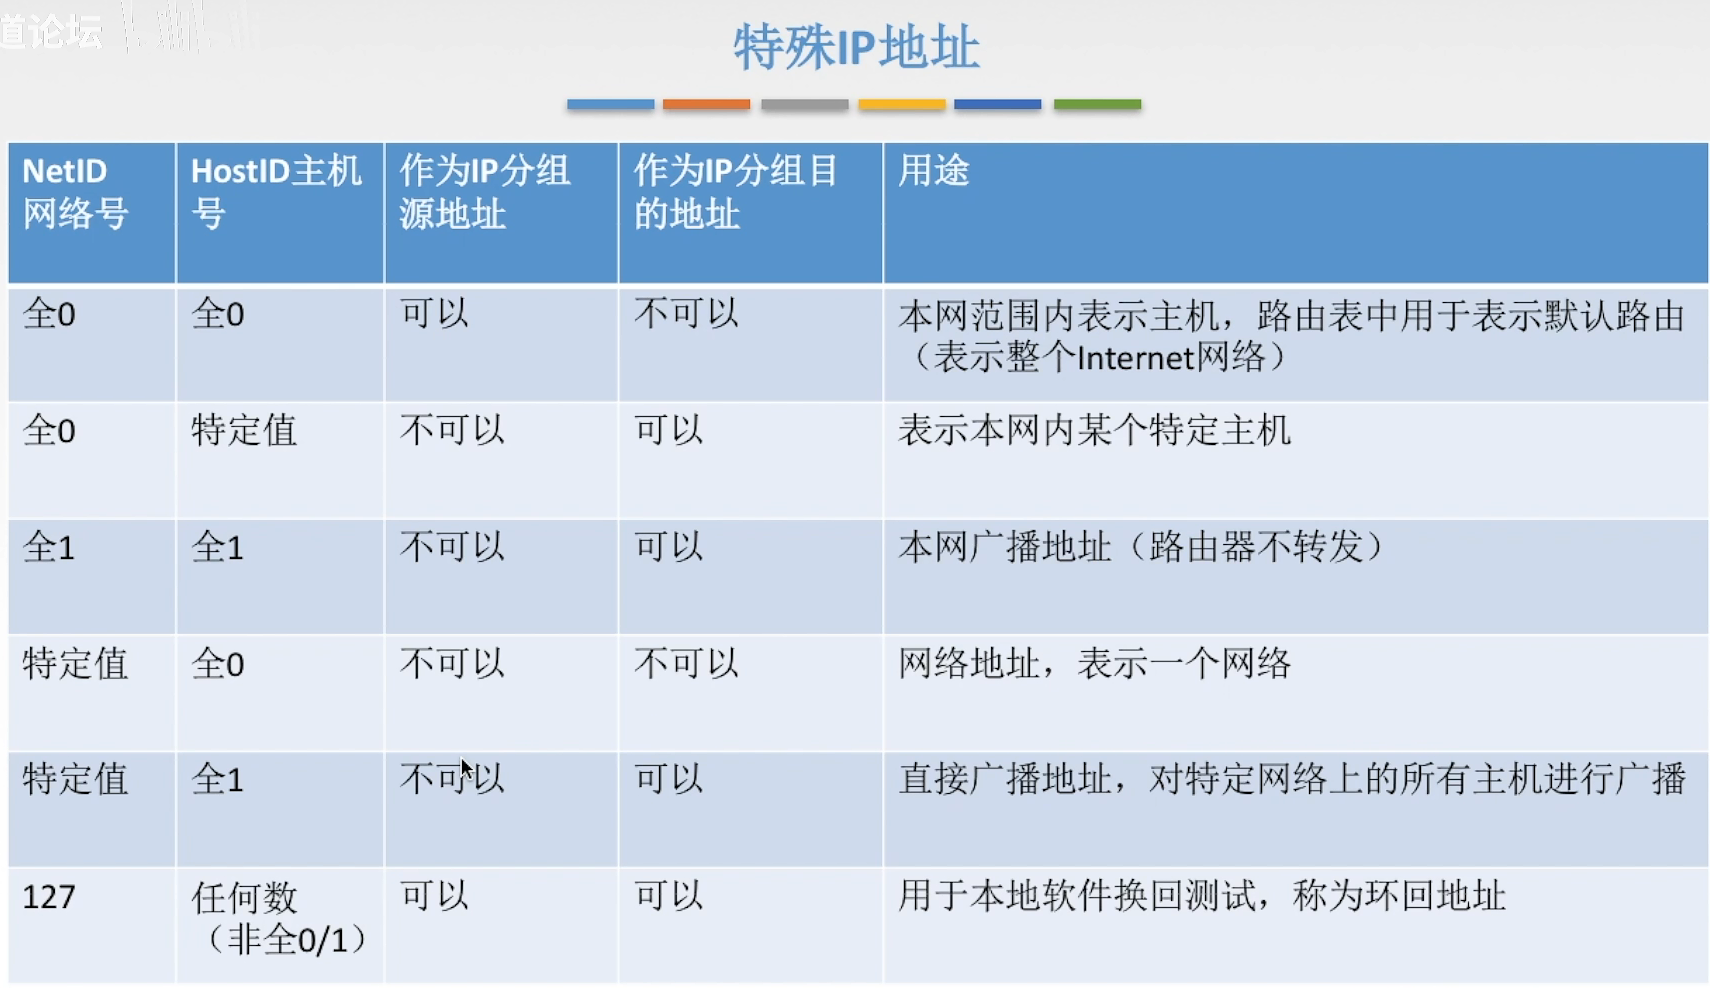 道论坛
特殊IP地址
NetID
网络号
HostID主机
号
作为IP分组
源地址
作为IP分组目
的地址
用途
全0
全0
可以
不可以
本网范围内表示主机，路由表中用于表示默认路由
（表示整个Internet网络）
全0
特定值
不可以
可以
表示本网内某个特定主机
全1
全1
不可以
可以
本网广播地址（路由器不转发）
特定值
全0
不可以
不可以
网络地址，表示一个网络
特定值
全1
不可以
可以
直接广播地址，对特定网络上的所有主机进行广播
127
任何数
（非全0/1）
可以
可以
用于本地软件换回测试，称为环回地址